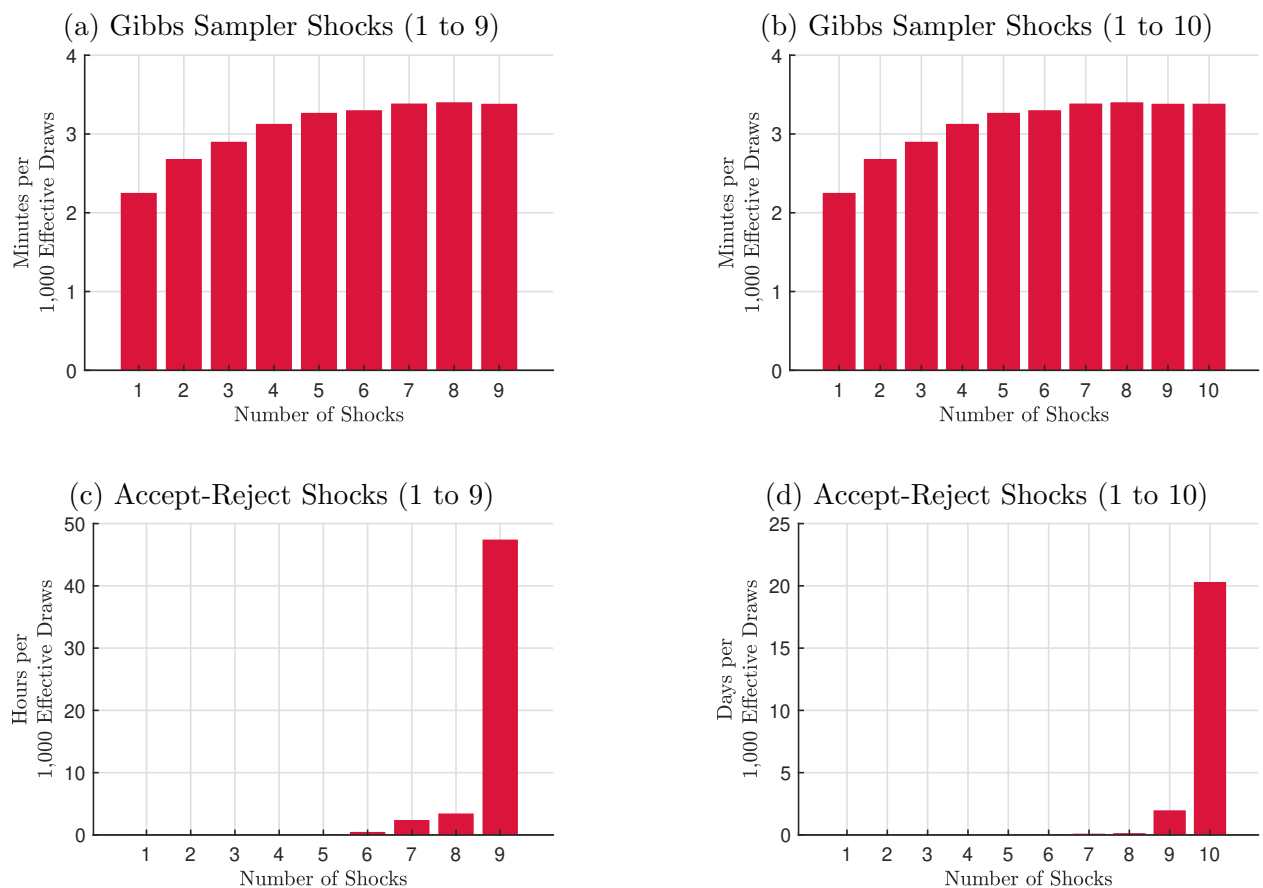 (a) Gibbs Sampler Shocks (1 to 9)
Minutes per
1,000 Effective Draws
4
3
2
1
0
1 2 3 4 5 6 7 8 9
Number of Shocks
(b) Gibbs Sampler Shocks (1 to 10)
Minutes per
1,000 Effective Draws
4
3
2
1
0
1 2 3 4 5 6 7 8 9 10
Number of Shocks
(c) Accept-Reject Shocks (1 to 9)
Hours per
1,000 Effective Draws
50
40
30
20
10
0
1 2 3 4 5 6 7 8 9
Number of Shocks
(d) Accept-Reject Shocks (1 to 10)
Days per
1,000 Effective Draws
25
20
15
10
5
0
1 2 3 4 5 6 7 8 9 10
Number of Shocks